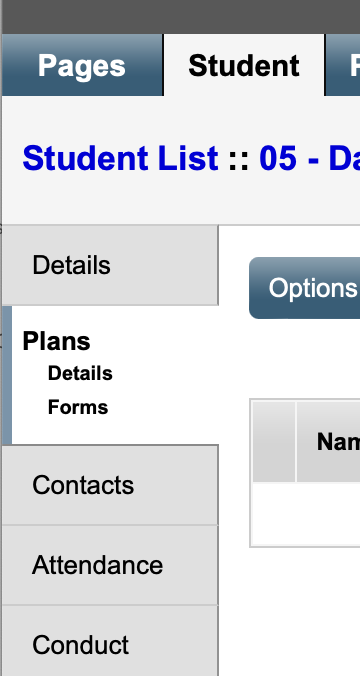 Pages Student
Student List :: 05 -
Details
Options
Plans
Details
Forms
Contacts
Attendance
Conduct